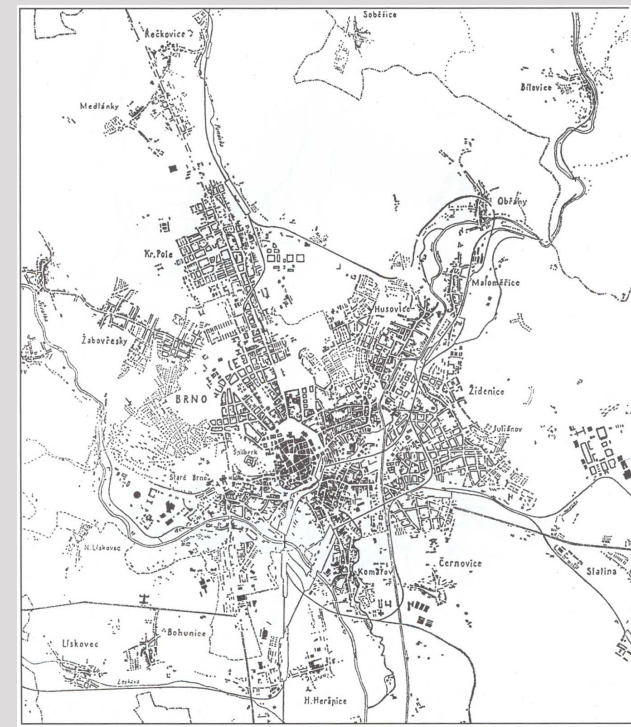 Soběšice
Řečkovice
Bílovice
Medlánky
Obřany
Kr. Pole
Maloměřice
Husovice
Žabovřesky
BRNO
Židenice
Juliánov
Špilberk
Staré Brno
N. Lískovec
Komářov
Černovice
Slatina
Bohunice
Lískovec
H. Heršpice